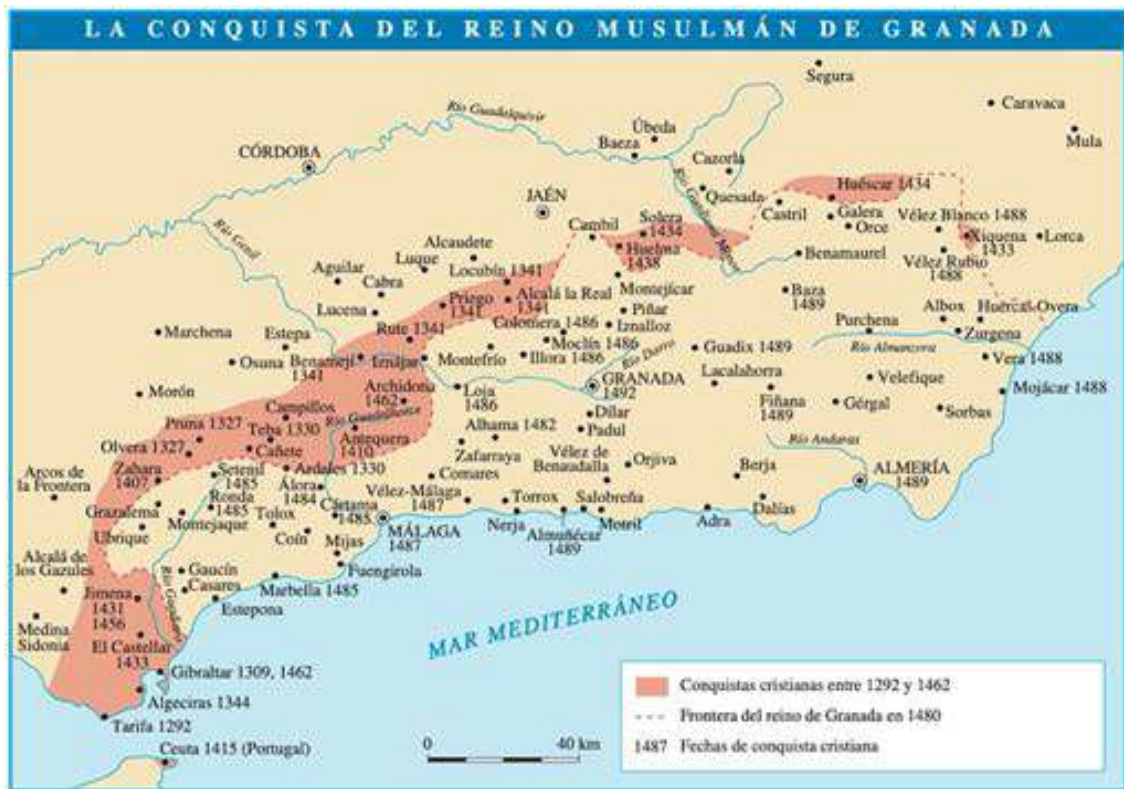 LA CONQUISTA DEL REINO MUSULMÁN DE GRANADA
Segura
Caravaca
Mula
Río Guadalquivir
Úbeda
Baeza
CÓRDOBA
Cazorla
Quesada
Río Guadiana Menor
JAÉN
Huéscar 1434
Castril
Galera
Orce
Vélez Blanco 1488
Xiquena
1433
Lorca
Vélez Rubio
1488
Cambil
Solera
1434
Huelma
1438
Benamaurel
Río Genil
Alcaudete
Luque
Locubín 1341
Aguilar
Cabra
Lucena
Priego
1341
Alcalá la Real
1341
Montejícar
Piñar
Iznalloz
Baza
1489
Albox
Huércal-Overa
Purchena
Zurgena
Río Almanzora
Marchena
Estepa
Osuna
Rute 1341
Colomera 1486
Moclín 1486
Illora 1486
Benamejí
1341
Iznájar
Montefrío
Río Darro
Guadix 1489
Vera 1488
Mojácar 1488
Morón
Archidona
1462
Loja
1486
GRANADA
1492
Lacalahorra
Fiñana
1489
Velefique
Gérgal
Sorbas
Campillos
Río Guadalhorce
Pruna 1327
Teba 1330
Olvera 1327
Cañete
Antequera
1410
Alhama 1482
Zafarraya
Dílar
Padul
Río Andarax
Arcos de
la Frontera
Zahara
1407
Setenil
1485
Ardales 1330
Álora
1484
Comares
Vélez de
Benaudalla
Orjiva
Berja
ALMERÍA
1489
Grazalema
Ronda
1485
Montejaque
Ubrique
Tolox
Coín
Cártama
1485
Vélez-Málaga
1487
MÁLAGA
1487
Torrox
Nerja
Salobreña
Almuñécar
1489
Motril
Adra
Dalías
Mijas
Fuengirola
Alcalá de
los Gazules
Gaucín
Casares
Marbella 1485
Estepona
Jimena
1431
1456
Medina
Sidonia
El Castellar
1433
Gibraltar 1309, 1462
Algeciras 1344
Tarifa 1292
Ceuta 1415 (Portugal)
MAR MEDITERRÁNEO
0 40 km
Conquistas cristianas entre 1292 y 1462
Frontera del reino de Granada en 1480
1487 Fechas de conquista cristiana